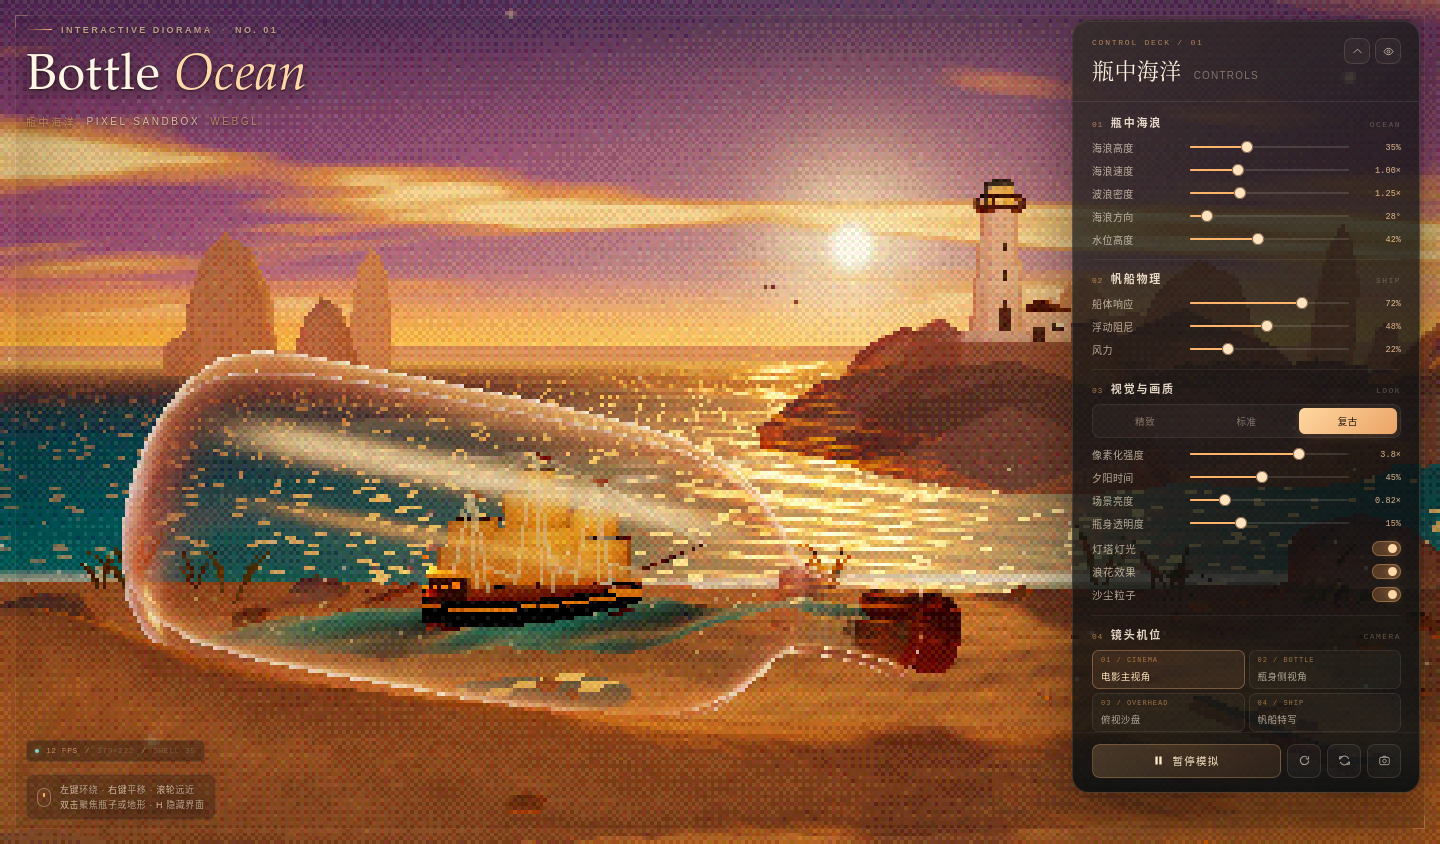 INTERACTIVE DIORAMA NO. 01
Bottle Ocean
瓶中海洋 PIXEL SANDBOX WEBGL
CONTROL DECK / 01
瓶中海洋 CONTROLS
01 瓶中海浪 OCEAN
海浪高度 35%
海浪速度 1.00×
波浪密度 1.25×
海浪方向 28°
水位高度 42%
02 帆船物理 SHIP
船体响应 72%
浮动阻尼 48%
风力 22%
03 视觉与画质 LOOK
精致 标准 复古
像素化强度 3.8×
夕阳时间 45%
场景亮度 0.82×
瓶身透明度 15%
灯塔灯光
浪花效果
沙尘粒子
04 镜头机位 CAMERA
01 / CINEMA 02 / BOTTLE
电影主视角 瓶身侧视角
03 / OVERHEAD 04 / SHIP
俯视沙盘 帆船特写
暂停模拟
12 FPS /
左键环绕 · 右键平移 · 滚轮远近
双击聚焦瓶子或地形 · H 隐藏界面